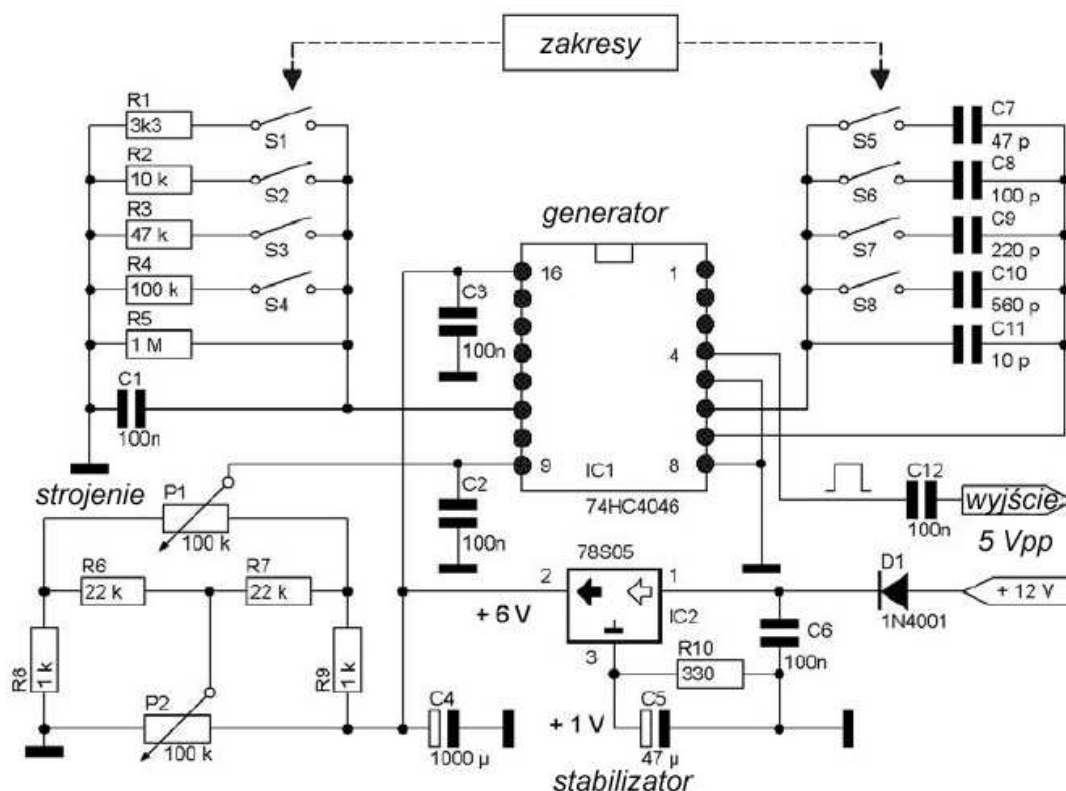 zakresy
R1
3k3
S1
R2
10 k
S2
R3
47 k
S3
R4
100 k
S4
R5
1 M
C1
100n
generator
16
1
C3
100n
4
9
IC1
8
74HC4046
S5
C7
47 p
S6
C8
100 p
S7
C9
220 p
S8
C10
560 p
C11
10 p
strojenie
P1
100 k
C2
100n
C12
100n
wyjście
5 Vpp
R6
22 k
R7
22 k
R8
1 k
R9
1 k
P2
100 k
78S05
2
1
IC2
3
+ 6 V
D1
1N4001
+ 12 V
C6
100n
R10
330
C4
1000 µ
+ 1 V
C5
47 µ
stabilizator